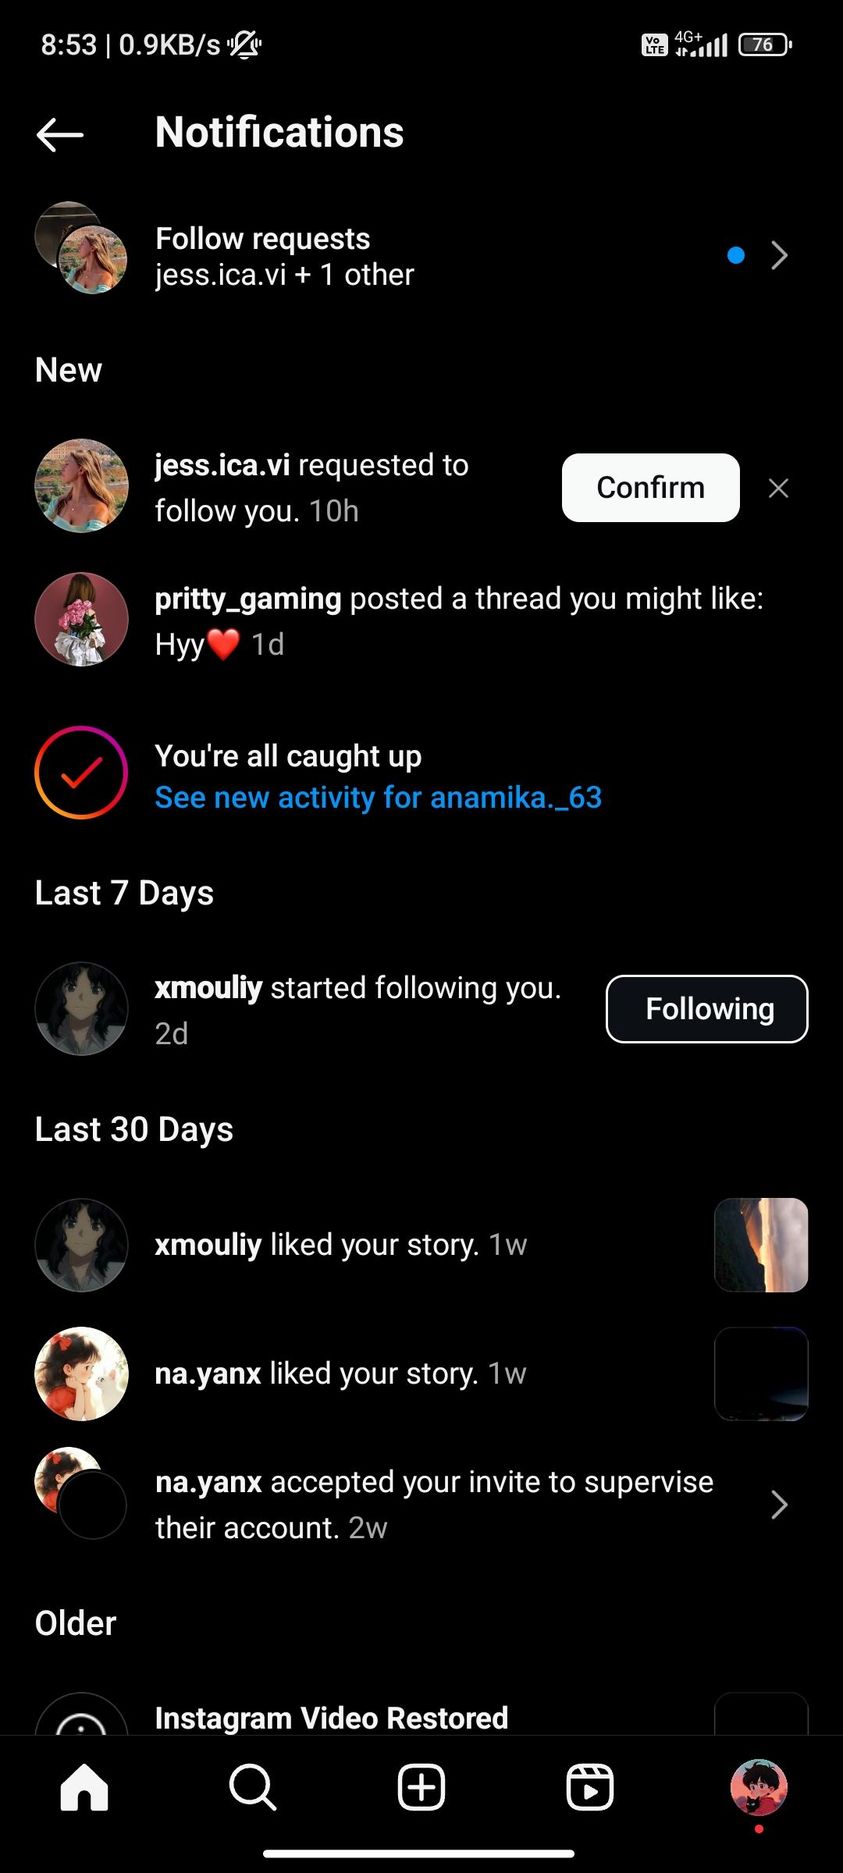 8:53 | 0.9KB/s
Vo LTE 4G+ 76
Notifications
Follow requests
jess.ica.vi + 1 other
New
jess.ica.vi requested to
follow you. 10h
Confirm
pritty_gaming posted a thread you might like:
Hyy❤️ 1d
You're all caught up
See new activity for anamika._63
Last 7 Days
xmouliy started following you.
2d
Following
Last 30 Days
xmouliy liked your story. 1w
na.yanx liked your story. 1w
na.yanx accepted your invite to supervise
their account. 2w
Older
Instagram Video Restored